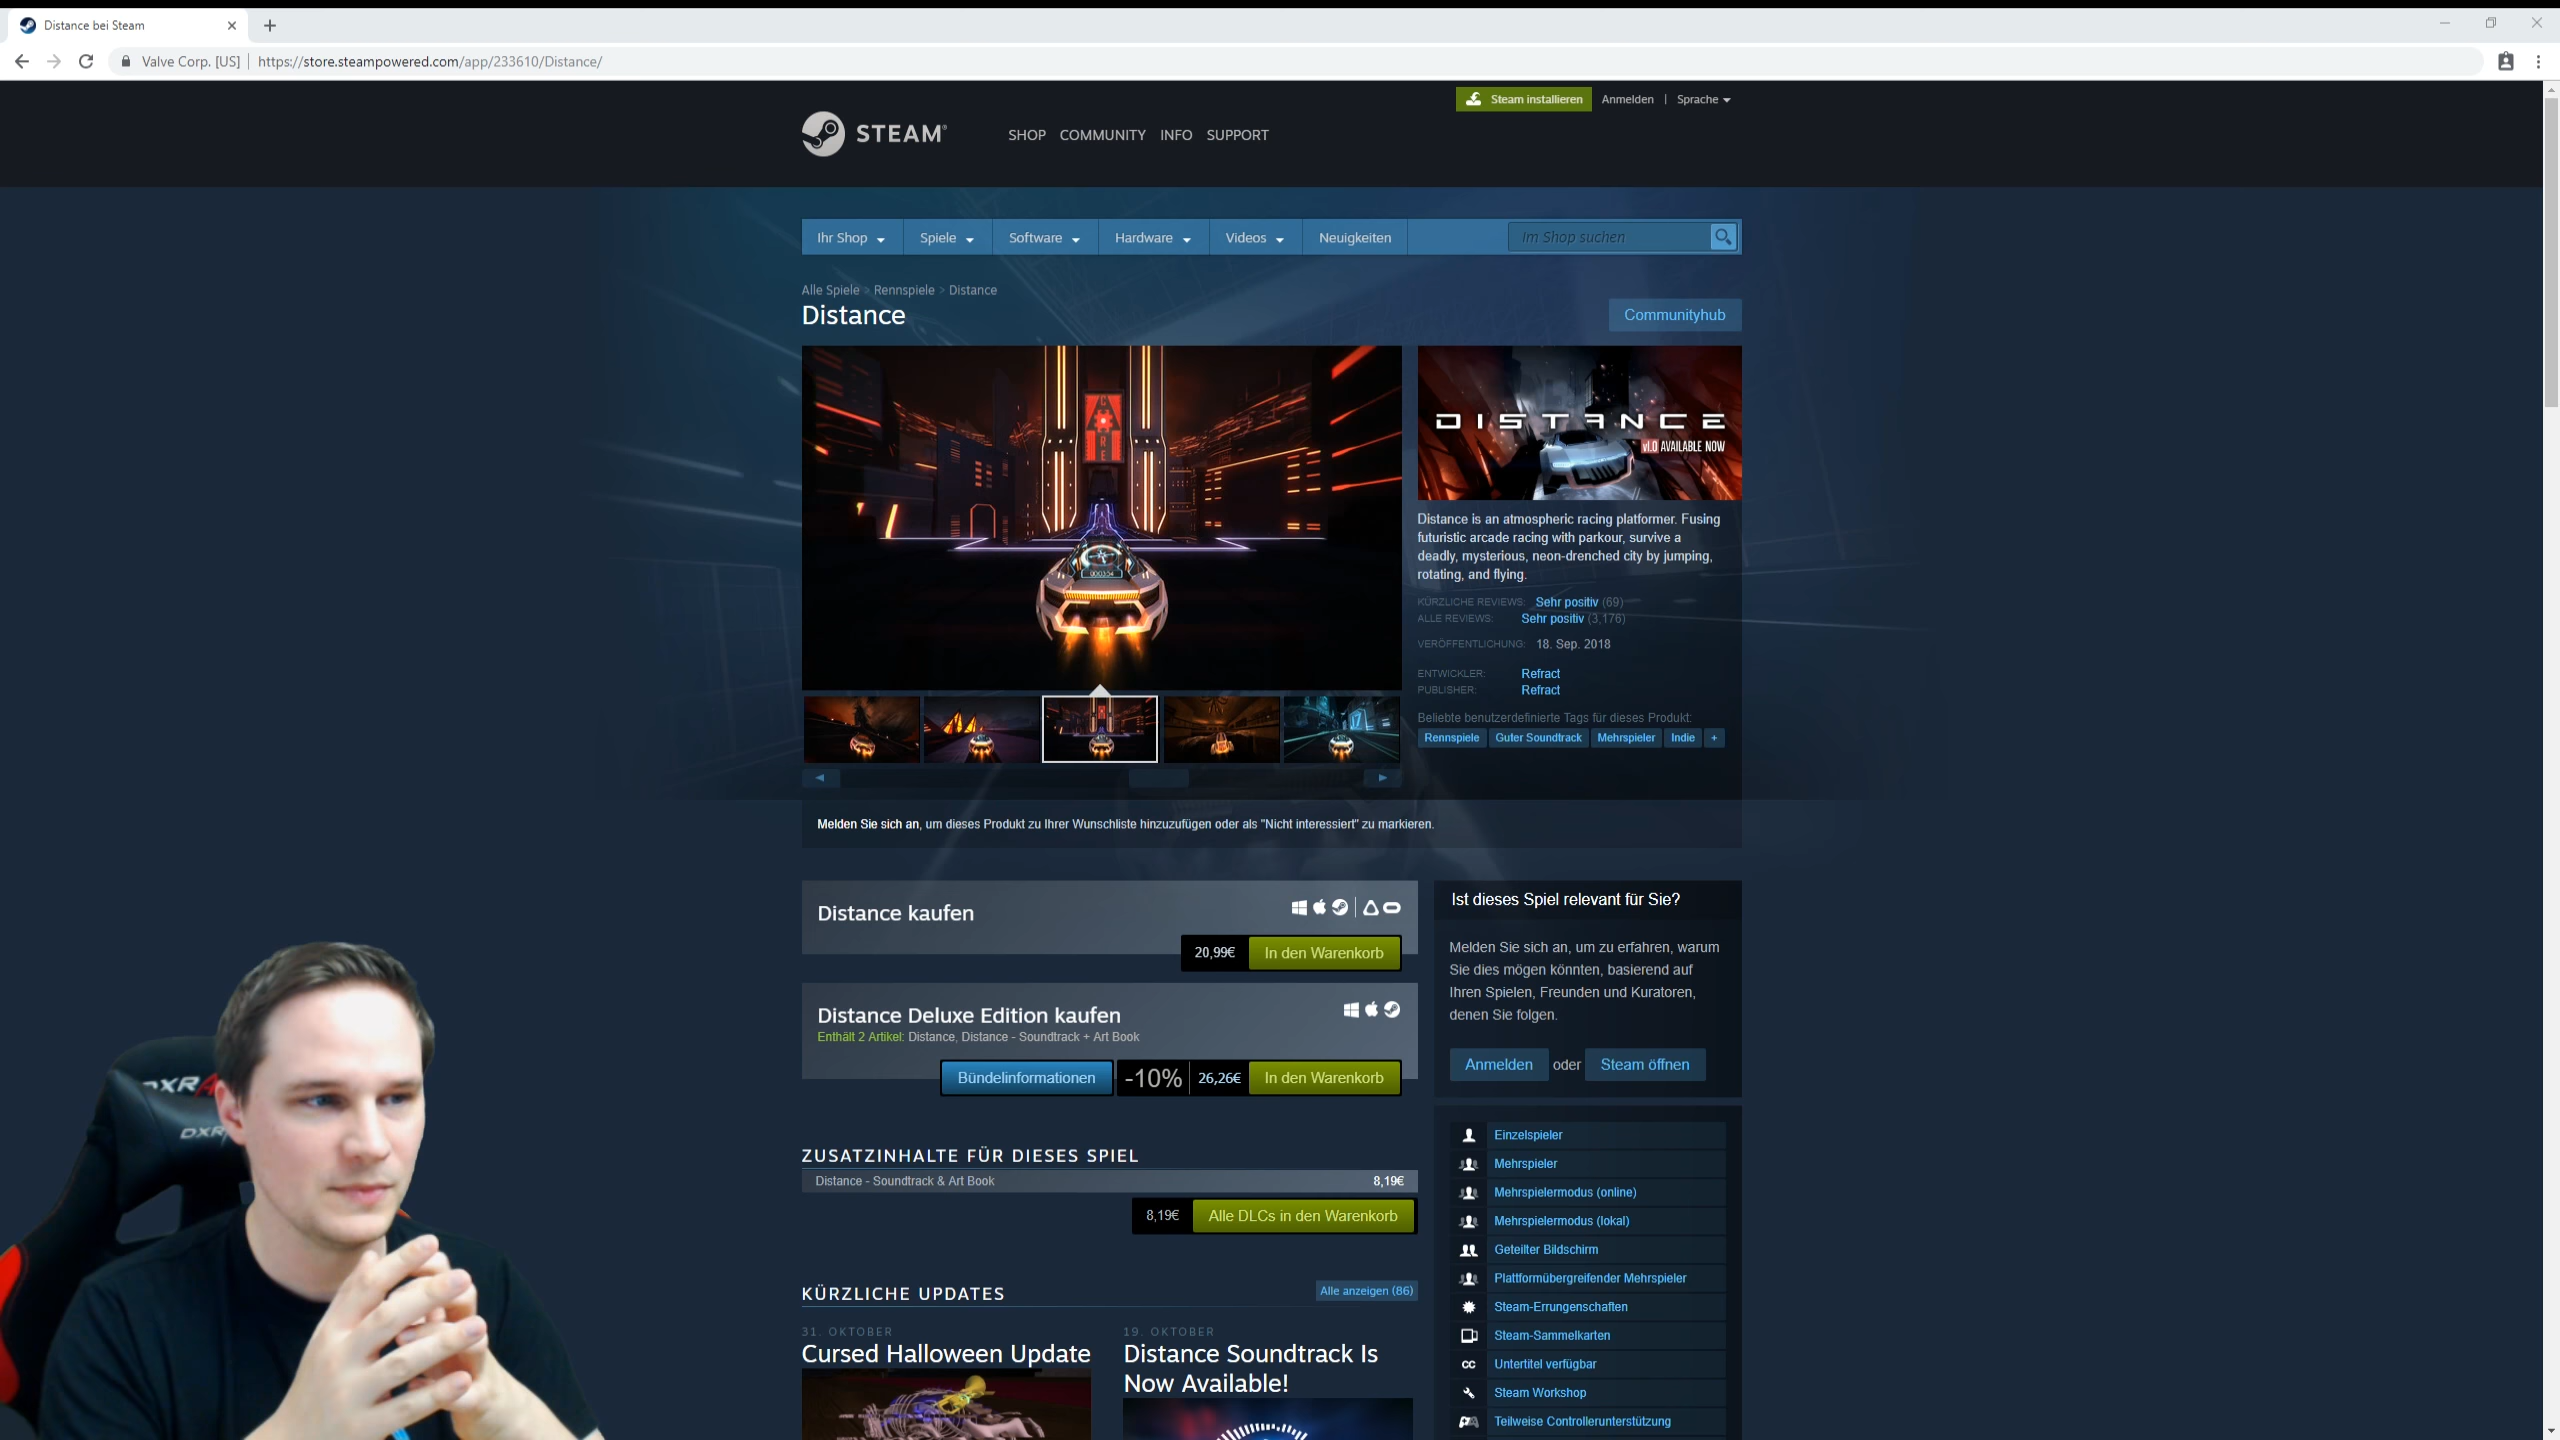 Distance bei Steam
Valve Corp. [US] https://store.steampowered.com/app/233610/Distance/
Steam installieren Anmelden | Sprache
STEAM®
SHOP COMMUNITY INFO SUPPORT
Ihr Shop Spiele Software Hardware Videos Neuigkeiten Im Shop suchen
Alle Spiele > Rennspiele > Distance
Distance
Communityhub
CORE
000354
DISTANCE
v1.0 AVAILABLE NOW
Distance is an atmospheric racing platformer. Fusing
futuristic arcade racing with parkour, survive a
deadly, mysterious, neon-drenched city by jumping,
rotating, and flying.
KÜRZLICHE REVIEWS: Sehr positiv (69)
ALLE REVIEWS: Sehr positiv (3,176)
VERÖFFENTLICHUNG: 18. Sep. 2018
ENTWICKLER: Refract
PUBLISHER: Refract
Beliebte benutzerdefinierte Tags für dieses Produkt:
Rennspiele Guter Soundtrack Mehrspieler Indie +
Melden Sie sich an, um dieses Produkt zu Ihrer Wunschliste hinzuzufügen oder als "Nicht interessiert" zu markieren.
Distance kaufen
20,99€ In den Warenkorb
Distance Deluxe Edition kaufen
Enthält 2 Artikel: Distance, Distance - Soundtrack + Art Book
Bündelinformationen -10% 26,26€ In den Warenkorb
ZUSATZINHALTE FÜR DIESES SPIEL
Distance - Soundtrack & Art Book 8,19€
8,19€ Alle DLCs in den Warenkorb
KÜRZLICHE UPDATES Alle anzeigen (86)
31. OKTOBER
Cursed Halloween Update
19. OKTOBER
Distance Soundtrack Is
Now Available!
Ist dieses Spiel relevant für Sie?
Melden Sie sich an, um zu erfahren, warum
Sie dies mögen könnten, basierend auf
Ihren Spielen, Freunden und Kuratoren,
denen Sie folgen.
Anmelden oder Steam öffnen
Einzelspieler
Mehrspieler
Mehrspielermodus (online)
Mehrspielermodus (lokal)
Geteilter Bildschirm
Plattformübergreifender Mehrspieler
Steam-Errungenschaften
Steam-Sammelkarten
CC Untertitel verfügbar
Steam Workshop
Teilweise Controllerunterstützung
DXRA
DXR